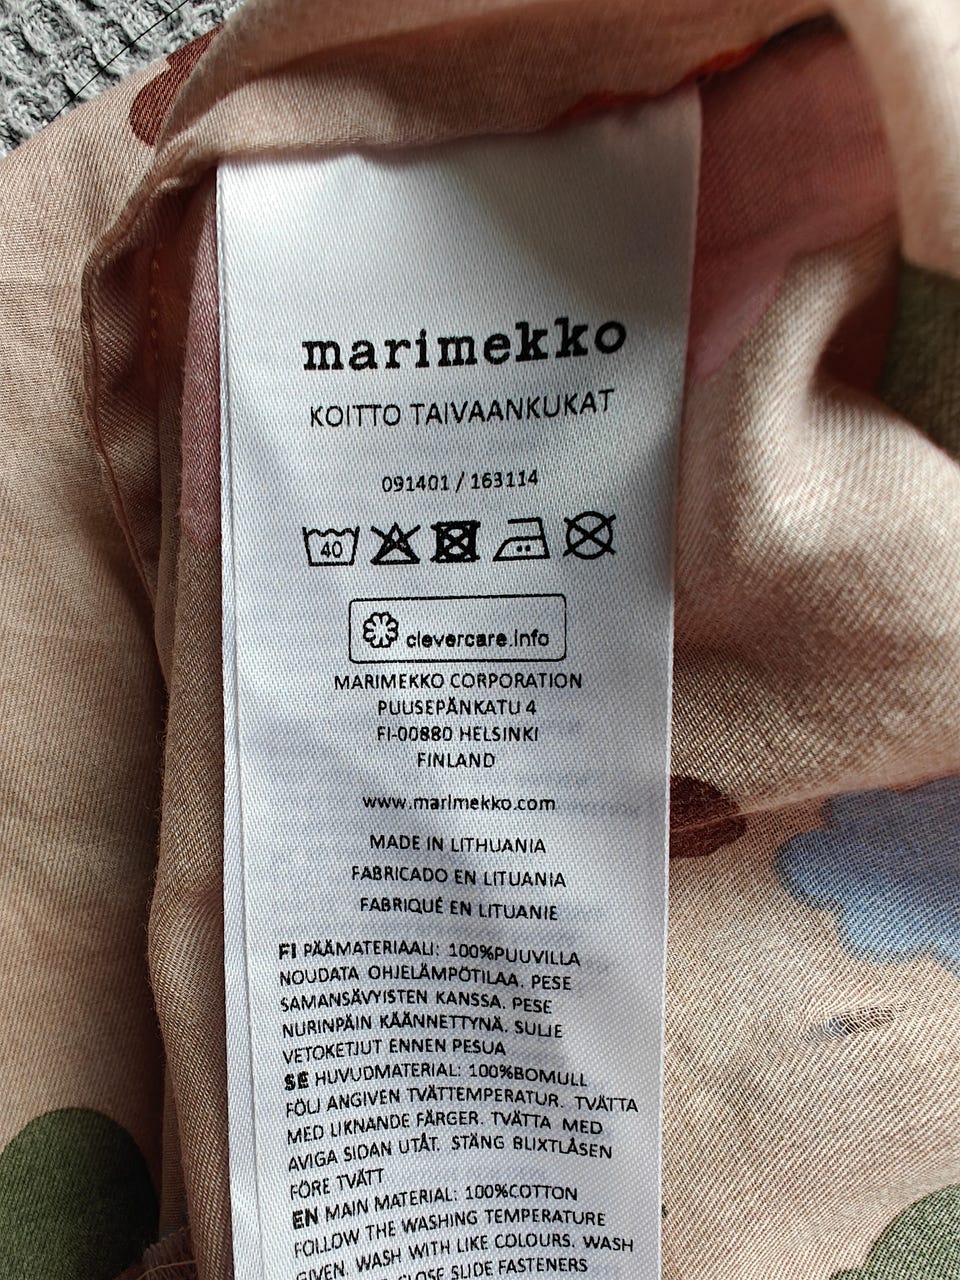 marimekko
KOITTO TAIVAANKUKAT
091401 / 163114
40
clevercare.info
MARIMEKKO CORPORATION
PUUSEPÄNKATU 4
FI-00880 HELSINKI
FINLAND
www.marimekko.com
MADE IN LITHUANIA
FABRICADO EN LITUANIA
FABRIQUÉ EN LITUANIE
FI PÄÄMATERIAALI: 100%PUUVILLA
NOUDATA OHJELÄMPÖTILAA. PESE
SAMANSÄVYISTEN KANSSA. PESE
NURINPÄIN KÄÄNNETTYNÄ. SULJE
VETOKETJUT ENNEN PESUA
SE HUVUDMATERIAL: 100%BOMULL
FÖLJ ANGIVEN TVÄTTEMPERATUR. TVÄTTA
MED LIKNANDE FÄRGER. TVÄTTA MED
AVIGA SIDAN UTÅT. STÄNG BLIXTLÅSEN
FÖRE TVÄTT
EN MAIN MATERIAL: 100%COTTON
FOLLOW THE WASHING TEMPERATURE
GIVEN. WASH WITH LIKE COLOURS. WASH
CLOSE SLIDE FASTENERS